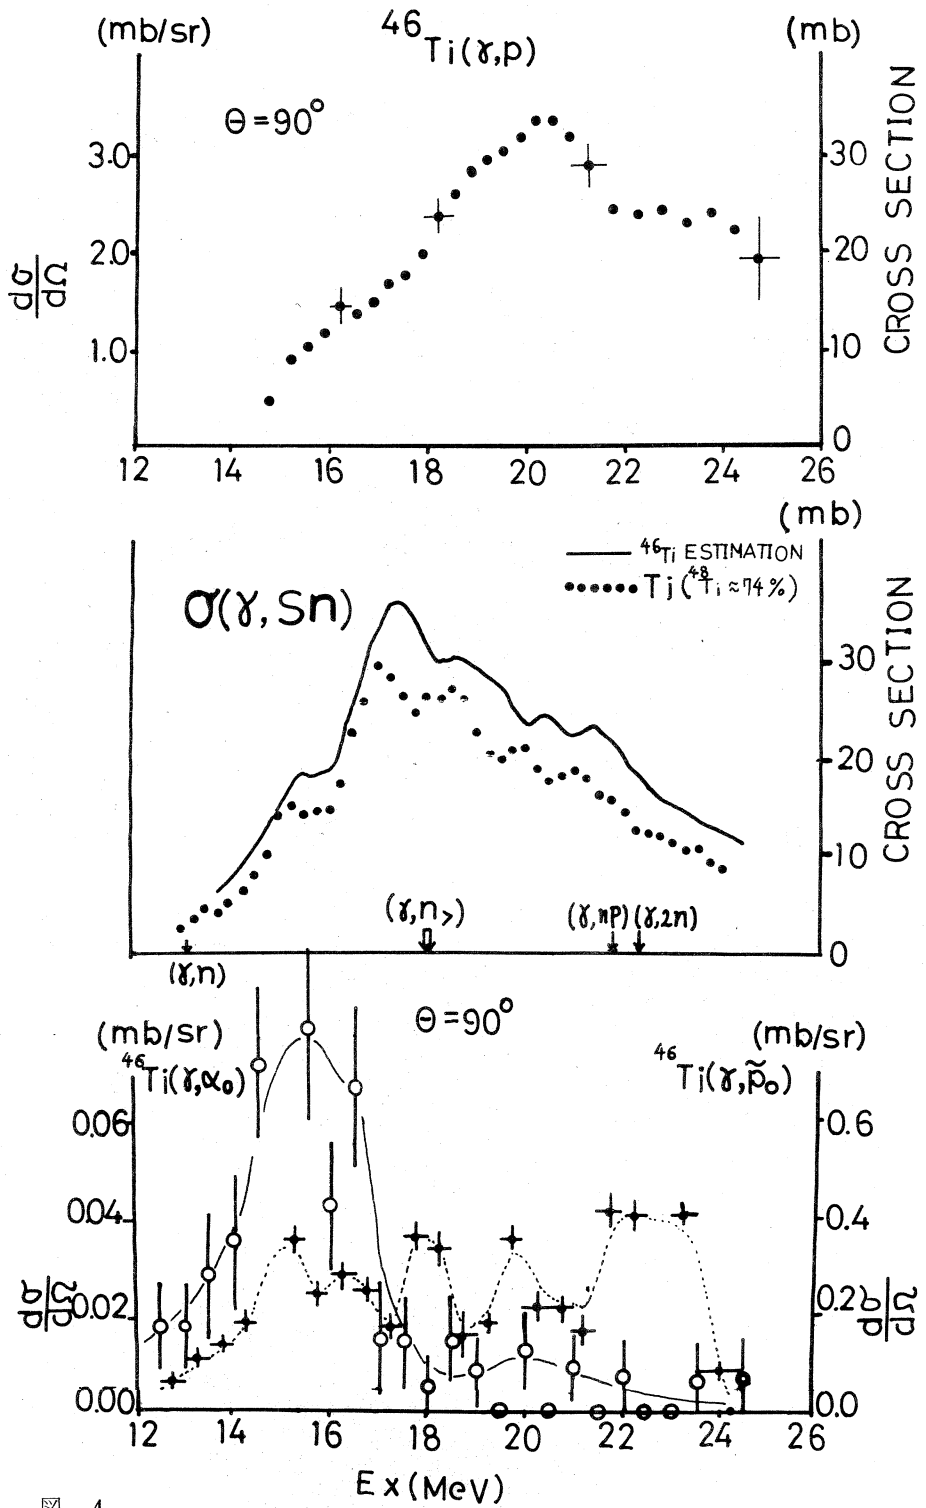 (mb/sr) ⁴⁶Ti(γ,p) (mb)
θ=90°
3.0
2.0
1.0
dσ/dΩ
30
20
10
0
CROSS SECTION
12 14 16 18 20 22 24 26
(mb)
⁴⁶Ti ESTIMATION
Ti (⁴⁸Ti ≈74%)
σ(γ,Sn)
30
20
10
0
CROSS SECTION
(γ,n>) (γ,np) (γ,2n)
(γ,n)
θ=90°
(mb/sr) (mb/sr)
⁴⁶Ti(γ,α₀) ⁴⁶Ti(γ,p̃₀)
0.06
0.04
0.02
0.00
dσ/dΩ
0.6
0.4
0.2
0.0
dσ/dΩ
12 14 16 18 20 22 24 26
Ex(MeV)
図 4